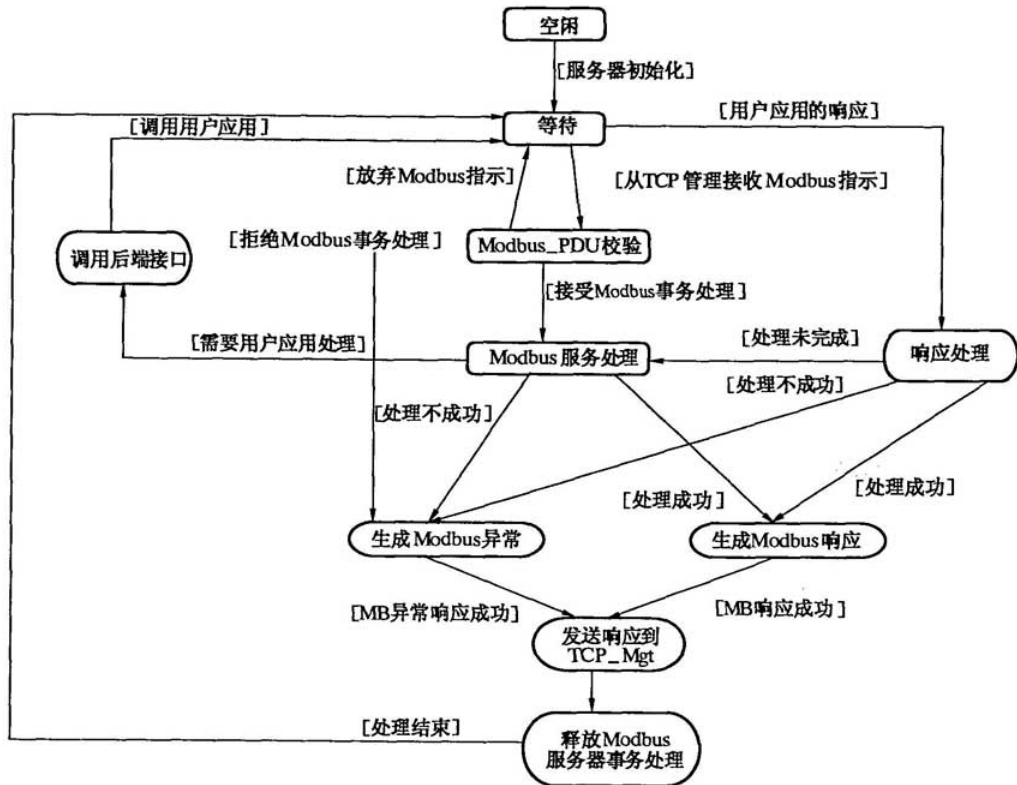 空闲
[服务器初始化]
[调用用户应用]
等待
[用户应用的响应]
[放弃Modbus指示]
[从TCP管理接收Modbus指示]
[拒绝Modbus事务处理]
Modbus_PDU校验
调用后端接口
[接受Modbus事务处理]
[需要用户应用处理]
[处理未完成]
Modbus服务处理
响应处理
[处理不成功]
[处理不成功]
[处理成功]
[处理成功]
生成Modbus异常
生成Modbus响应
[MB异常响应成功]
[MB响应成功]
发送响应到
TCP_Mgt
[处理结束]
释放Modbus
服务器事务处理